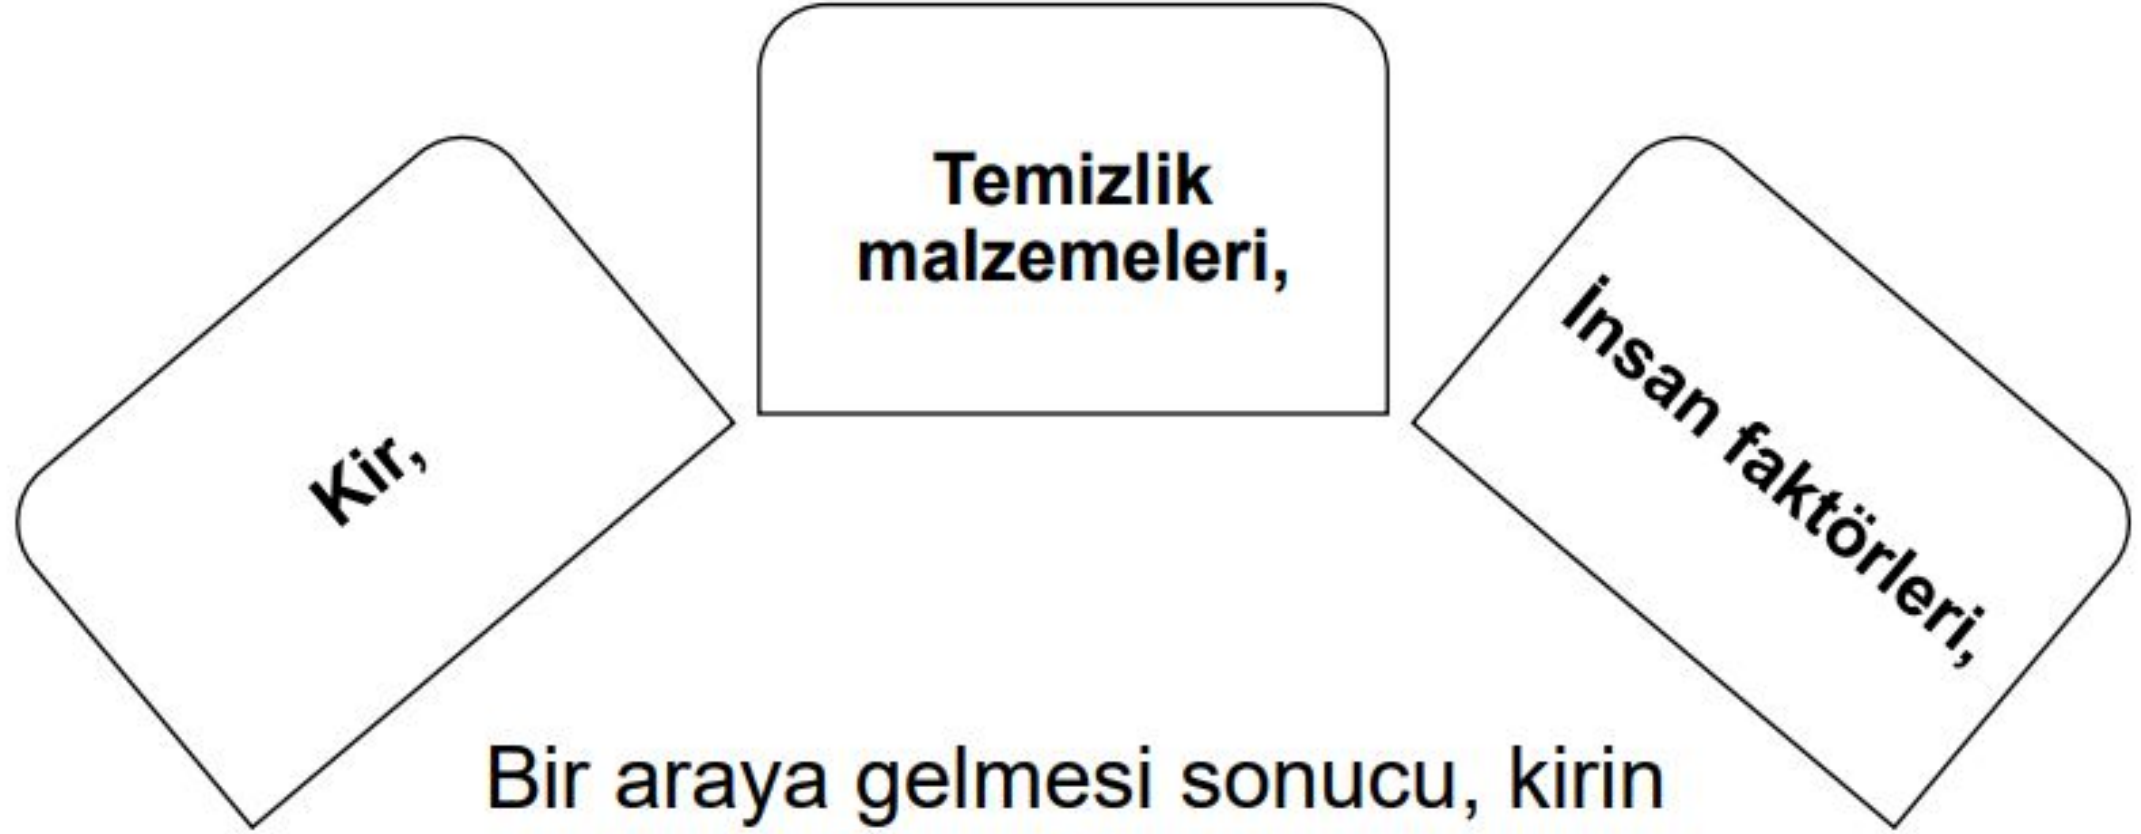 Kir,
Temizlik
malzemeleri,
İnsan faktörleri,
Bir araya gelmesi sonucu, kirin